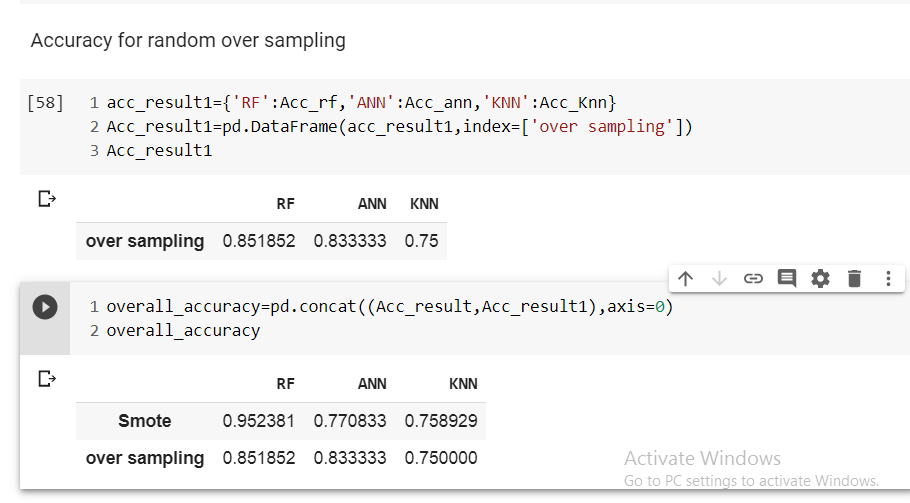 Accuracy for random over sampling
[58] 1 acc_result1={'RF':Acc_rf,'ANN':Acc_ann,'KNN':Acc_Knn}
2 Acc_result1=pd.DataFrame(acc_result1,index=['over sampling'])
3 Acc_result1
RF ANN KNN
over sampling 0.851852 0.833333 0.75
1 overall_accuracy=pd.concat((Acc_result,Acc_result1),axis=0)
2 overall_accuracy
RF ANN KNN
Smote 0.952381 0.770833 0.758929
over sampling 0.851852 0.833333 0.750000
Activate Windows
Go to PC settings to activate Windows.